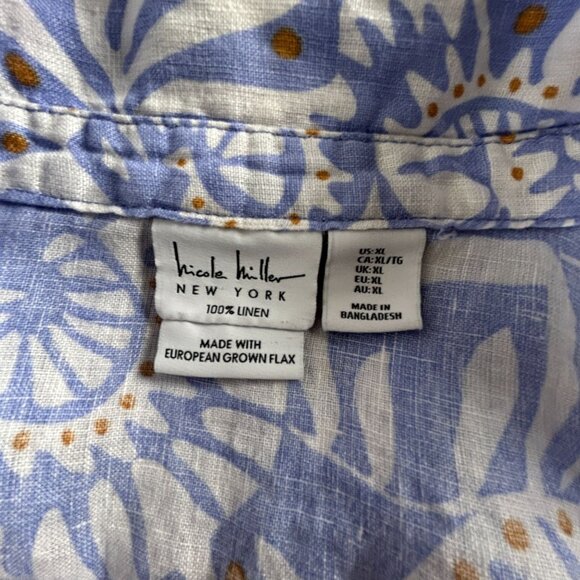 nicole miller
NEW YORK
100% LINEN
MADE WITH
EUROPEAN GROWN FLAX
US:XL
CA:XL/TG
UK:XL
EU:XL
AU:XL
MADE IN
BANGLADESH